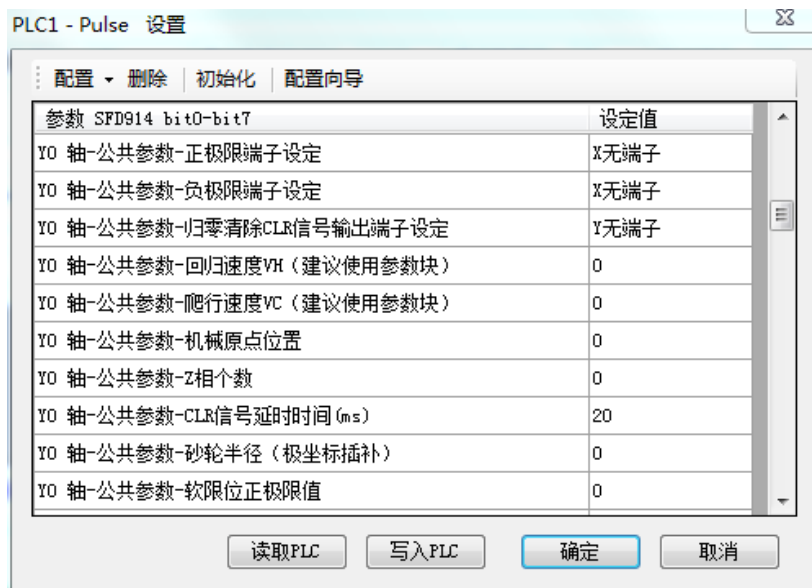 PLC1 - Pulse 设置
配置 删除 初始化 配置向导
参数 SFD914 bit0-bit7 设定值
Y0 轴-公共参数-正极限端子设定 X无端子
Y0 轴-公共参数-负极限端子设定 X无端子
Y0 轴-公共参数-归零清除CLR信号输出端子设定 Y无端子
Y0 轴-公共参数-回归速度VH（建议使用参数块） 0
Y0 轴-公共参数-爬行速度VC（建议使用参数块） 0
Y0 轴-公共参数-机械原点位置 0
Y0 轴-公共参数-Z相个数 0
Y0 轴-公共参数-CLR信号延时时间(ms) 20
Y0 轴-公共参数-砂轮半径（极坐标插补） 0
Y0 轴-公共参数-软限位正极限值 0
读取PLC 写入PLC 确定 取消